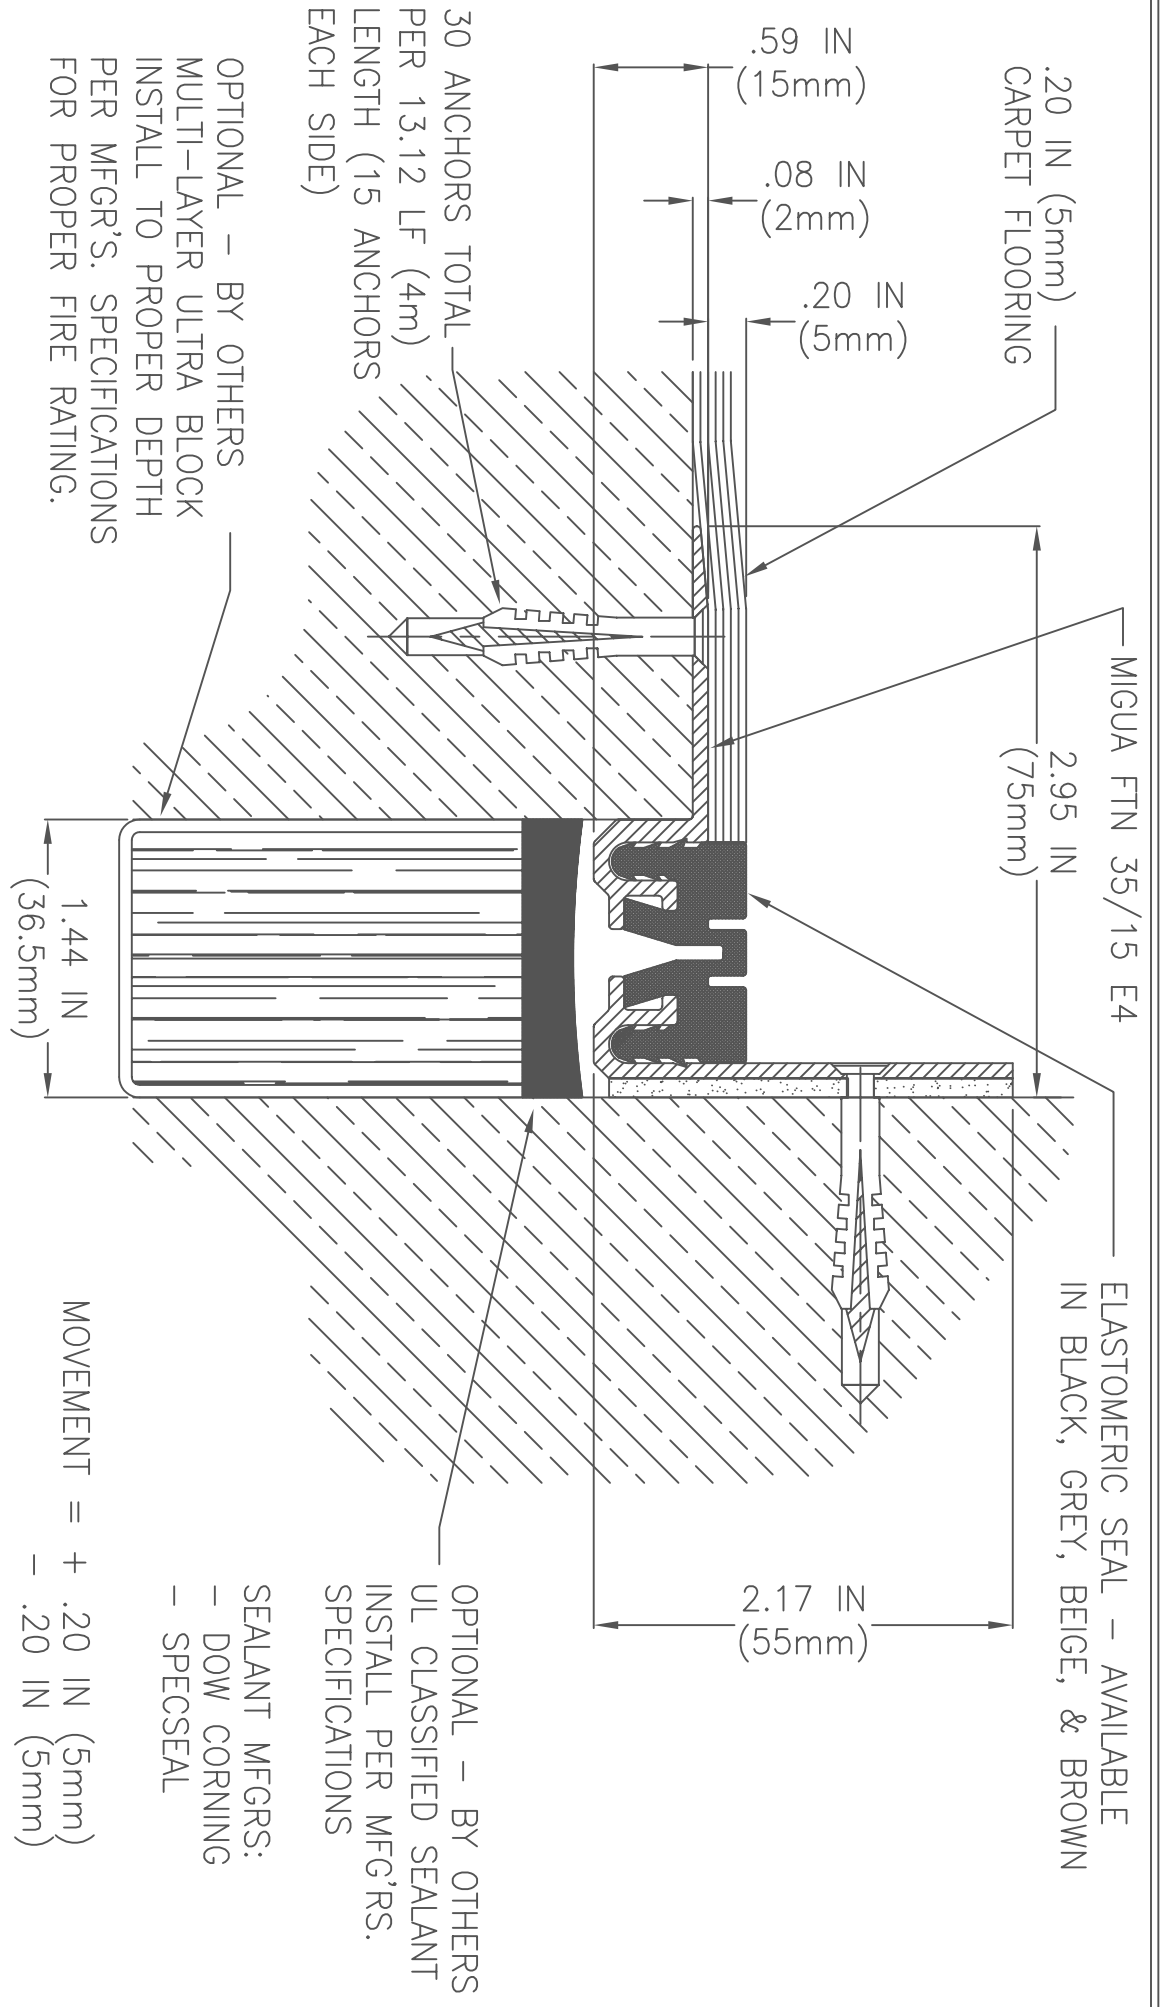 MIGUA FTN 35/15 E4
ELASTOMERIC SEAL - AVAILABLE
IN BLACK, GREY, BEIGE, & BROWN
.20 IN (5mm)
CARPET FLOORING
2.95 IN
(75mm)
.59 IN
(15mm)
.08 IN
(2mm)
.20 IN
(5mm)
2.17 IN
(55mm)
30 ANCHORS TOTAL
PER 13.12 LF (4m)
LENGTH (15 ANCHORS
EACH SIDE)
OPTIONAL - BY OTHERS
MULTI-LAYER ULTRA BLOCK
INSTALL TO PROPER DEPTH
PER MFGR'S. SPECIFICATIONS
FOR PROPER FIRE RATING.
1.44 IN
(36.5mm)
OPTIONAL - BY OTHERS
UL CLASSIFIED SEALANT
INSTALL PER MFG'RS.
SPECIFICATIONS
SEALANT MFGRS:
- DOW CORNING
- SPECSEAL
MOVEMENT = + .20 IN (5mm)
- .20 IN (5mm)